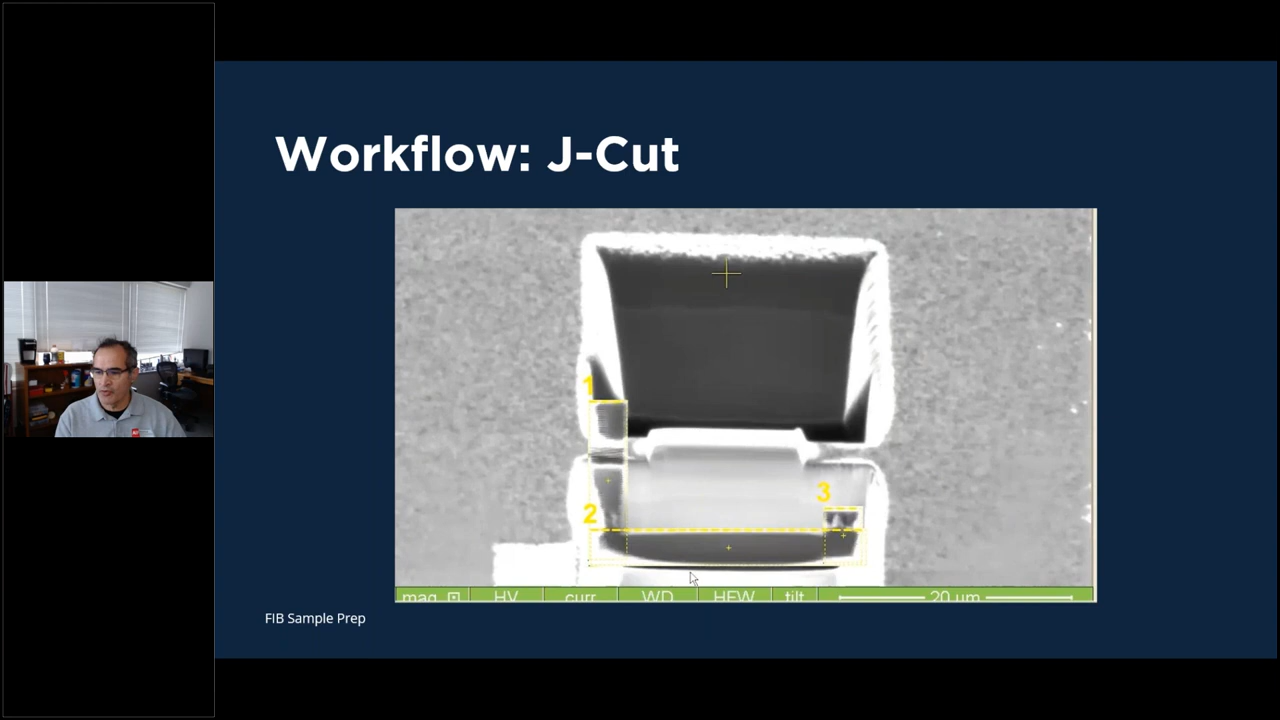 Workflow: J-Cut
1
3
2
mag HV curr WD HFW tilt 20 µm
FIB Sample Prep